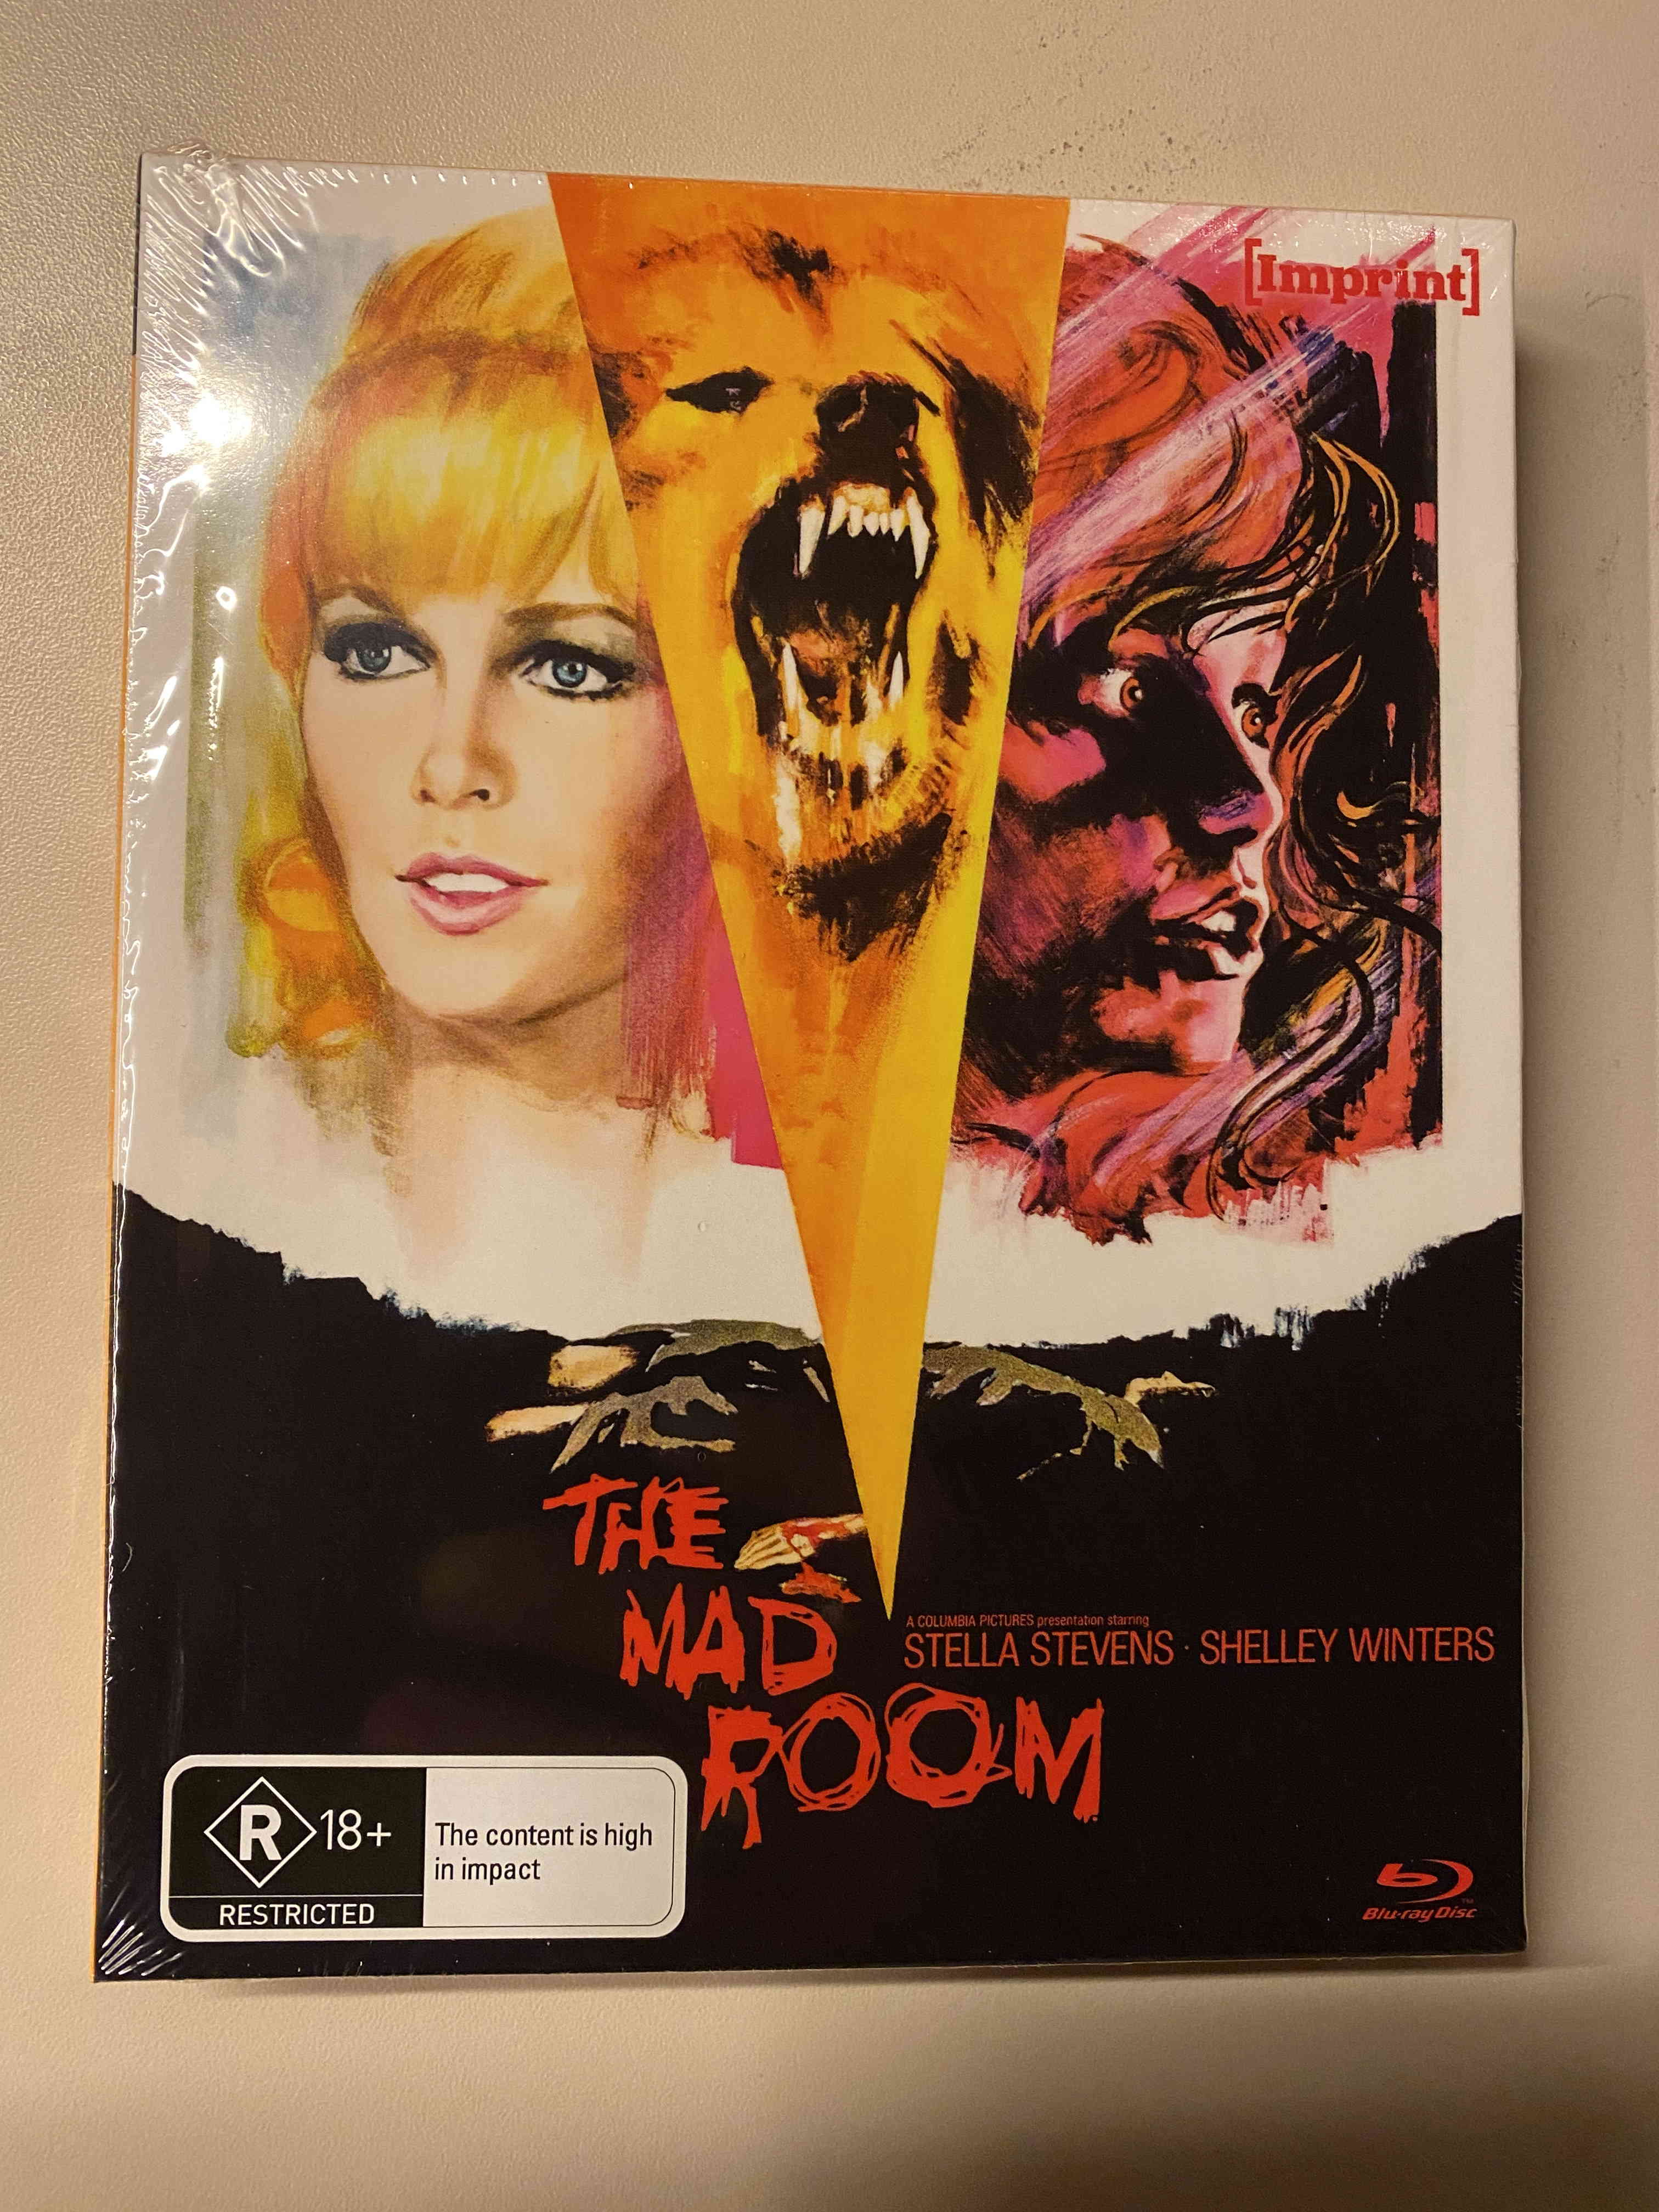 [Imprint]
THE
MAD
ROOM
A COLUMBIA PICTURES presentation starring
STELLA STEVENS · SHELLEY WINTERS
R 18+
RESTRICTED
The content is high
in impact
Blu-ray Disc™